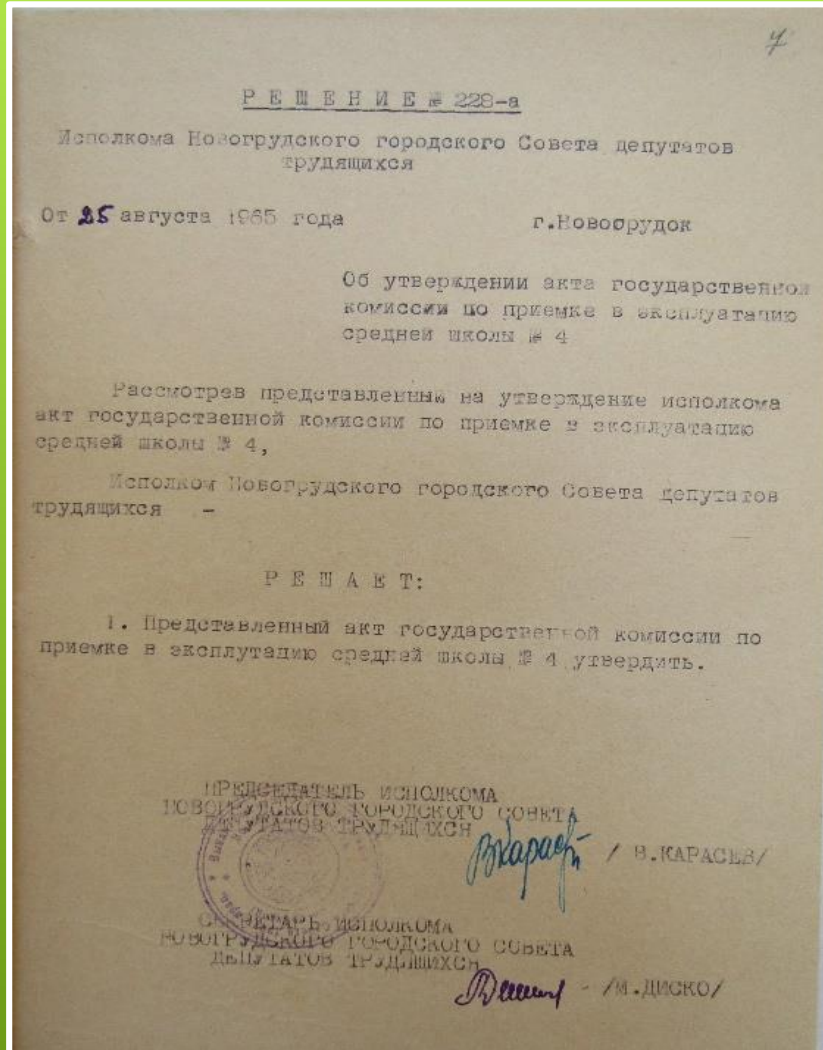 7
РЕШЕНИЕ № 228-а
Исполкома Новогрудского городского Совета депутатов
трудящихся
От 25 августа 1965 года г.Новогрудок
Об утверждении акта государственной
комиссии по приемке в эксплуатацию
средней школы № 4
Рассмотрев представленный на утверждение исполкома
акт государственной комиссии по приемке в эксплуатацию
средней школы № 4,
Исполком Новогрудского городского Совета депутатов
трудящихся -
РЕШАЕТ:
1. Представленный акт государственной комиссии по
приемке в эксплутацию средней школы № 4 утвердить.
ПРЕДСЕДАТЕЛЬ ИСПОЛКОМА
НОВОГРУДСКОГО ГОРОДСКОГО СОВЕТА
ДЕПУТАТОВ ТРУДЯЩИХСЯ
ВКарасев / В.КАРАСЕВ/
СЕКРЕТАРЬ ИСПОЛКОМА
НОВОГРУДСКОГО ГОРОДСКОГО СОВЕТА
ДЕПУТАТОВ ТРУДЯЩИХСЯ
/М.ДИСКО/